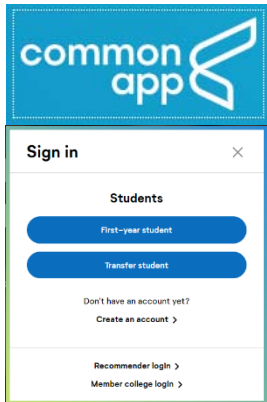 common
app
Sign in
Students
First-year student
Transfer student
Don't have an account yet?
Create an account
Recommender login
Member college login